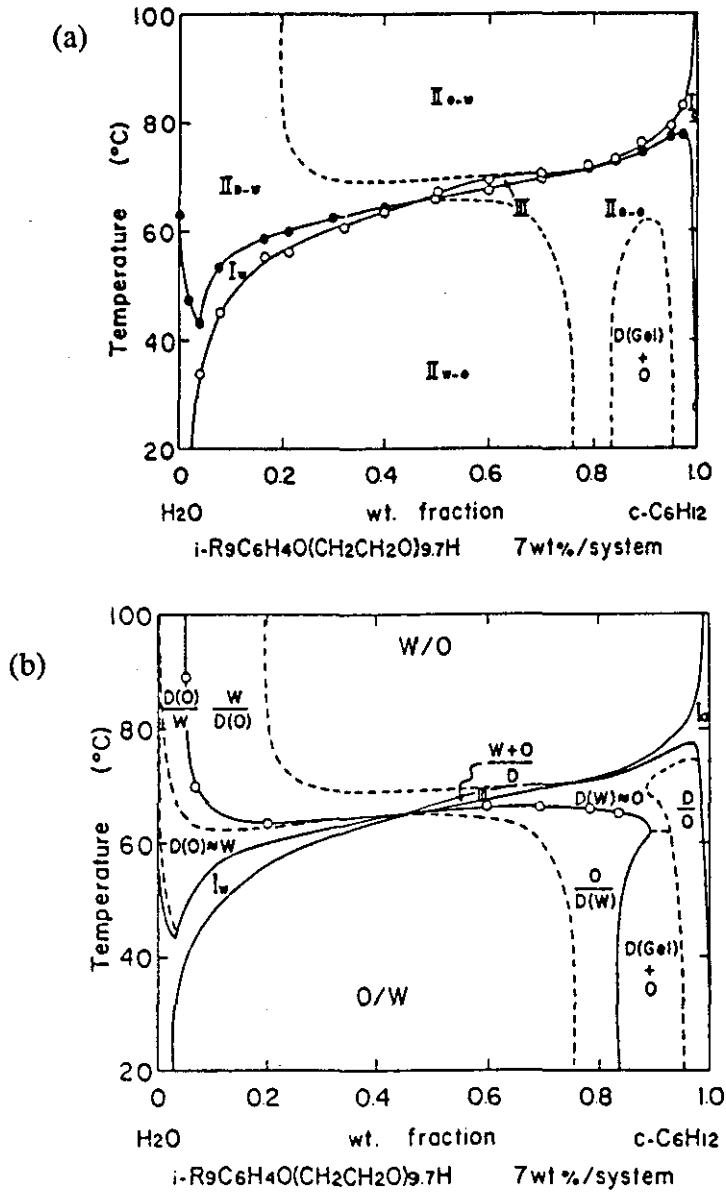 (a)
100
80
60
40
20
Temperature (°C)
II O-W
I
II D-W
III
II D-O
I W
D(Gel)
+
O
II W-O
0 0.2 0.4 0.6 0.8 1.0
H2O wt. fraction c-C6H12
i-R9C6H4O(CH2CH2O)9.7H 7wt%/system
(b)
100
80
60
40
20
Temperature (°C)
W/O
D(O)
W
W
D(O)
W+O
D
III
D(W)≈O
D
O
D(O)≈W
I W
O
D(W)
D(Gel)
+
O
O/W
0 0.2 0.4 0.6 0.8 1.0
H2O wt. fraction c-C6H12
i-R9C6H4O(CH2CH2O)9.7H 7wt%/system